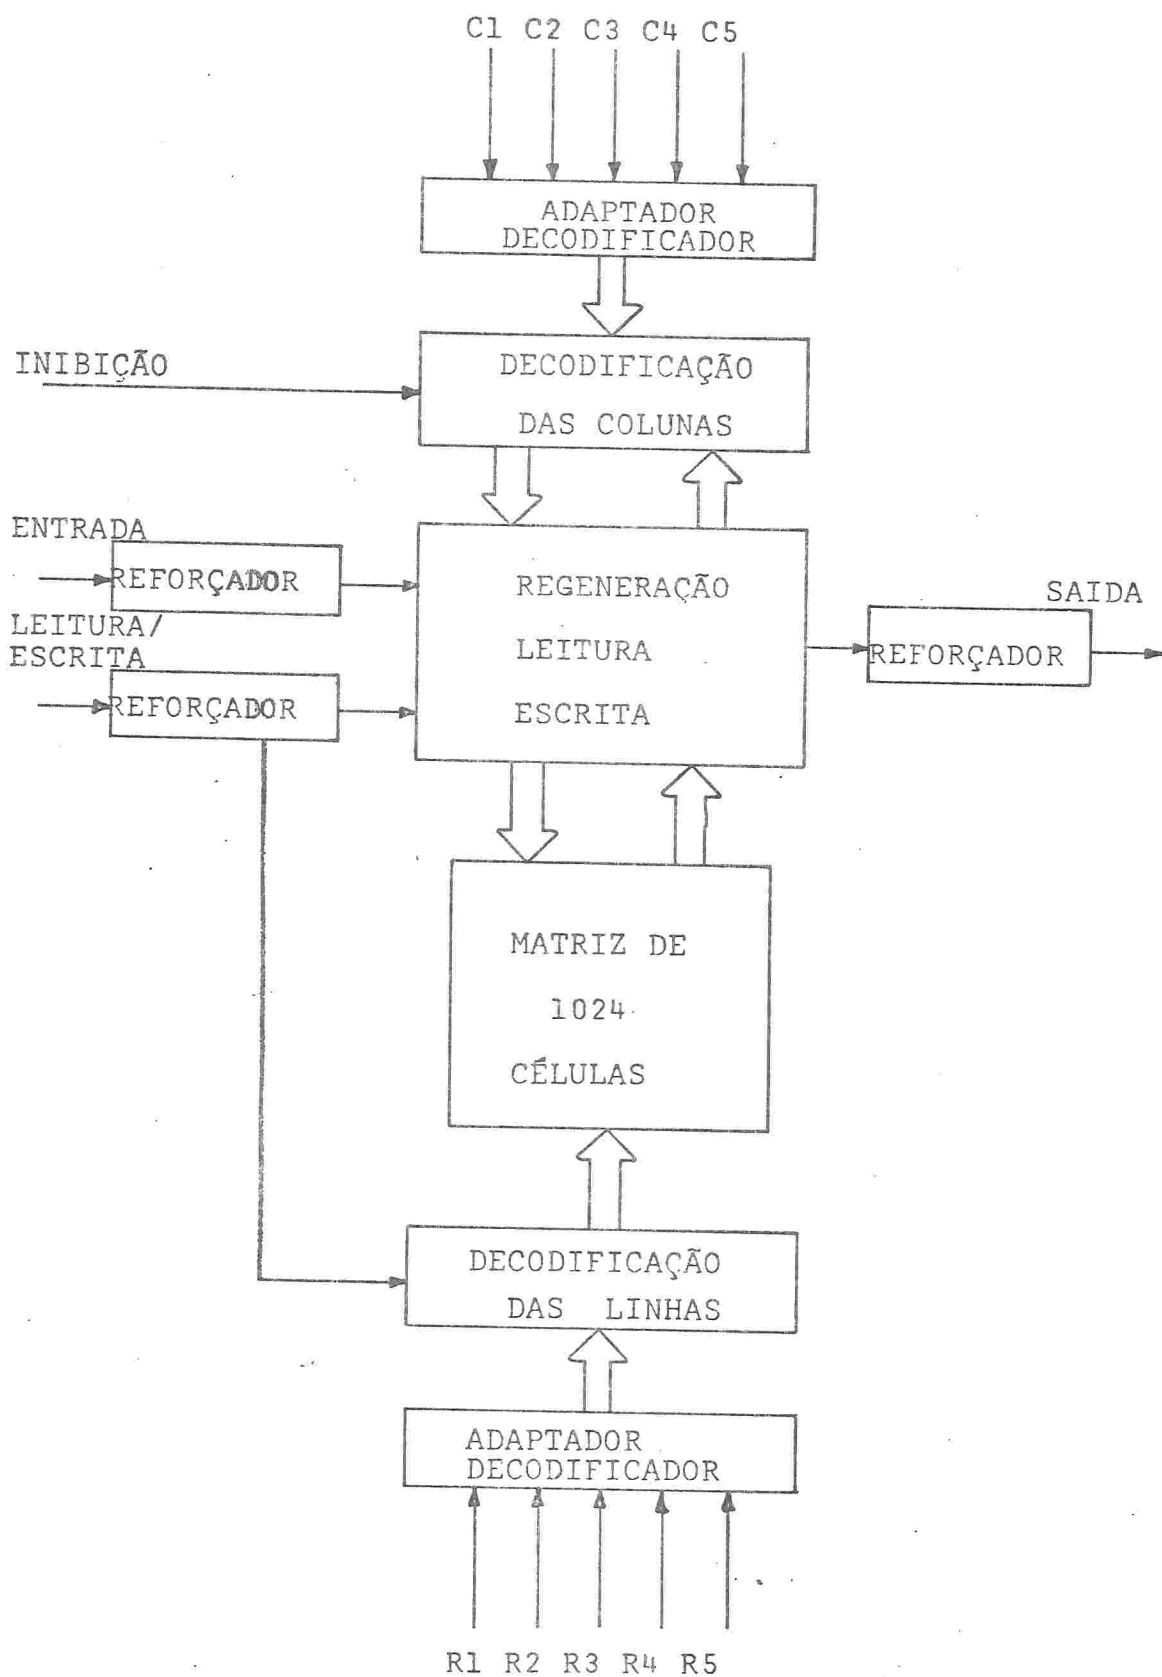 C1 C2 C3 C4 C5
ADAPTADOR
DECODIFICADOR
INIBIÇÃO
DECODIFICAÇÃO
DAS COLUNAS
ENTRADA
REFORÇADOR
LEITURA/
ESCRITA
REFORÇADOR
REGENERAÇÃO
LEITURA
ESCRITA
SAIDA
REFORÇADOR
MATRIZ DE
1024
CÉLULAS
DECODIFICAÇÃO
DAS LINHAS
ADAPTADOR
DECODIFICADOR
R1 R2 R3 R4 R5